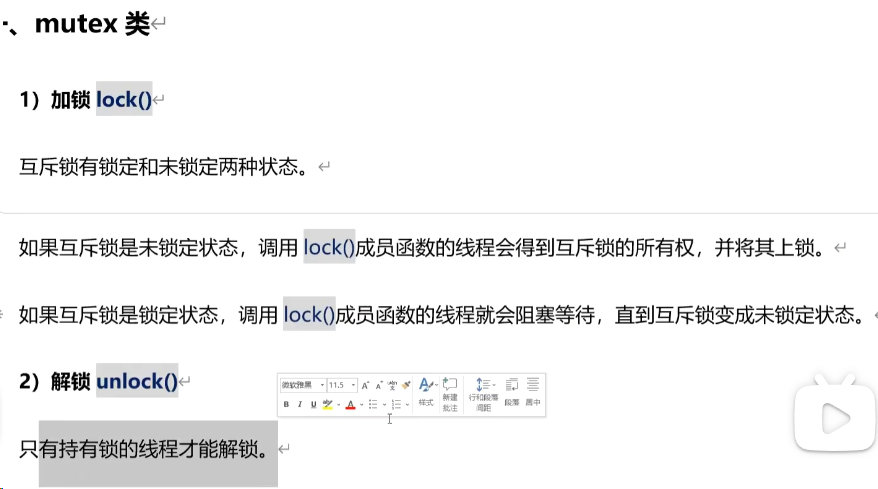 、mutex 类
1）加锁 lock()
互斥锁有锁定和未锁定两种状态。
如果互斥锁是未锁定状态，调用 lock()成员函数的线程会得到互斥锁的所有权，并将其上锁。
如果互斥锁是锁定状态，调用 lock()成员函数的线程就会阻塞等待，直到互斥锁变成未锁定状态。
2）解锁 unlock()
微软雅黑 11.5 A A
B I U A 样式 新建批注 行和段落间距 段落 居中
只有持有锁的线程才能解锁。